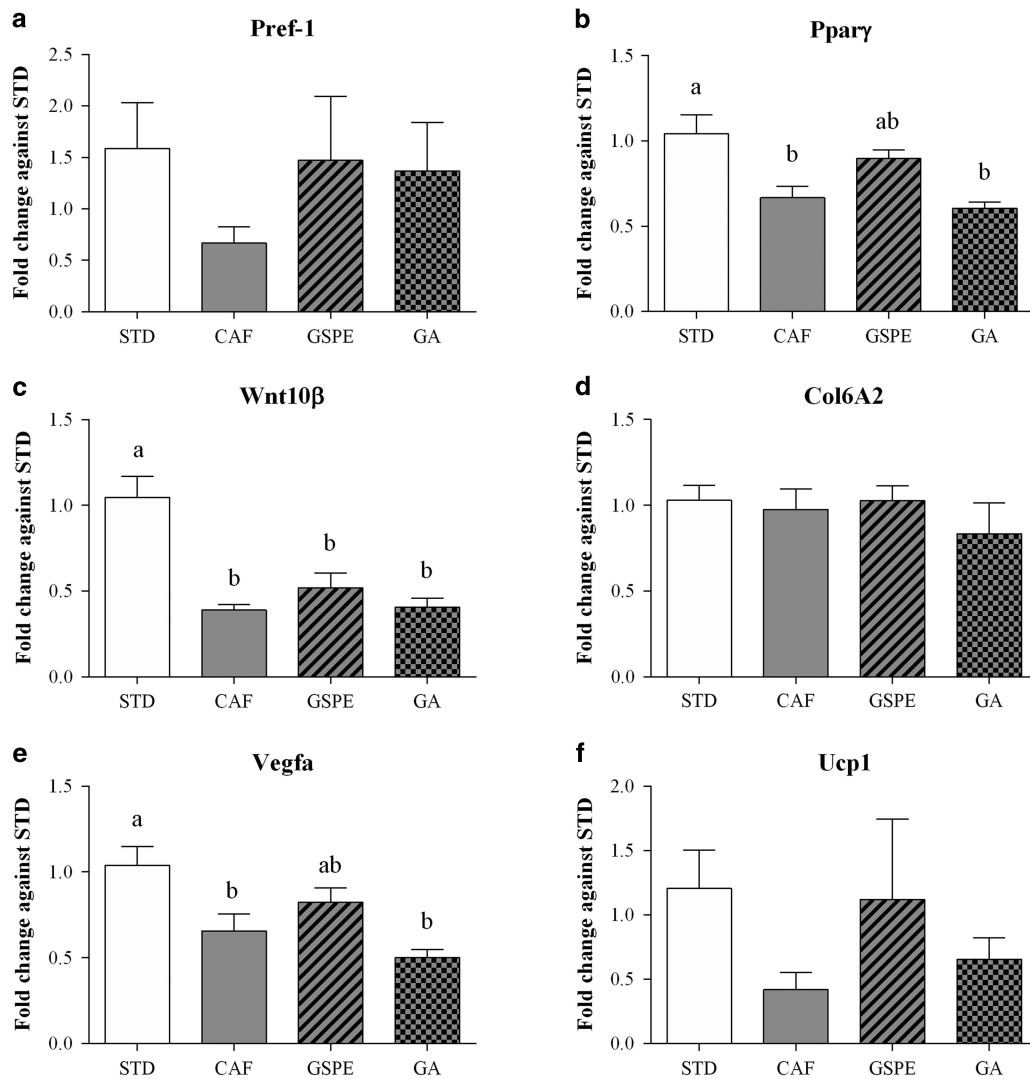 a
Pref-1
Fold change against STD
2.5
2.0
1.5
1.0
0.5
0.0
STD CAF GSPE GA
b
Pparγ
Fold change against STD
1.5
1.0
0.5
0.0
a
b
ab
b
STD CAF GSPE GA
c
Wnt10β
Fold change against STD
1.5
1.0
0.5
0.0
a
b
b
b
STD CAF GSPE GA
d
Col6A2
Fold change against STD
1.5
1.0
0.5
0.0
STD CAF GSPE GA
e
Vegfa
Fold change against STD
1.5
1.0
0.5
0.0
a
b
ab
b
STD CAF GSPE GA
f
Ucp1
Fold change against STD
2.0
1.5
1.0
0.5
0.0
STD CAF GSPE GA